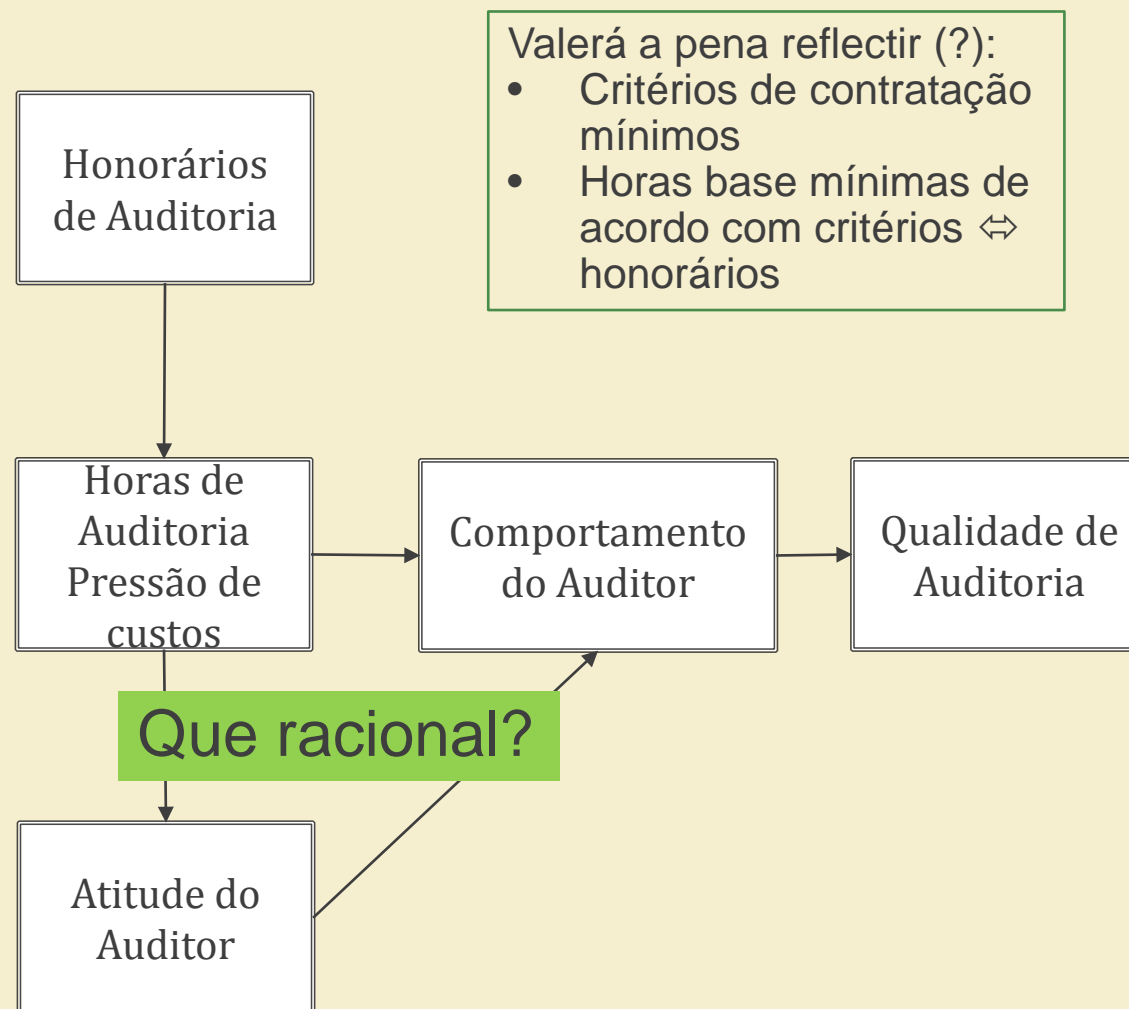 Valerá a pena reflectir (?):
• Critérios de contratação
mínimos
• Horas base mínimas de
acordo com critérios ⬄
honorários
Honorários
de Auditoria
Horas de
Auditoria
Pressão de
custos
Comportamento
do Auditor
Qualidade de
Auditoria
Que racional?
Atitude do
Auditor